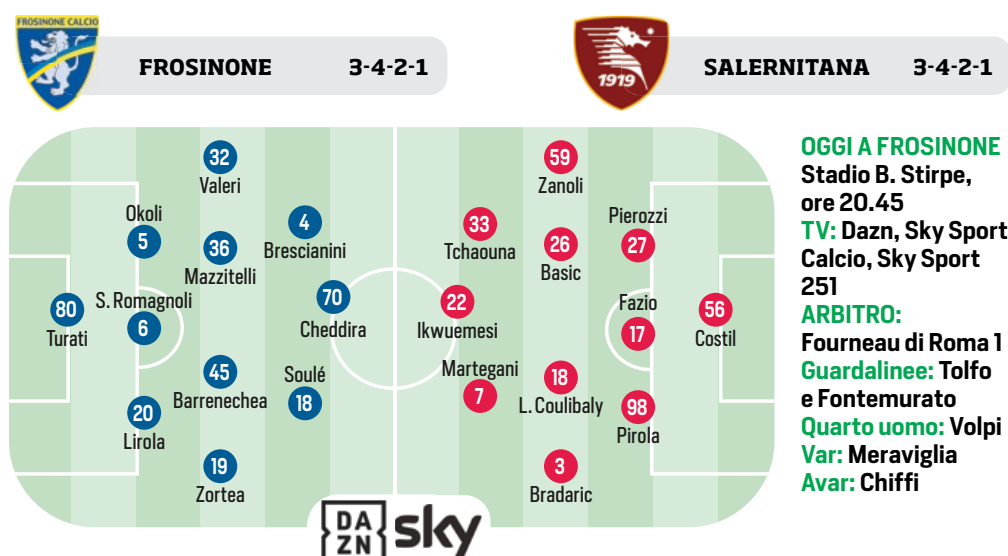 FROSINONE CALCIO
FROSINONE 3-4-2-1
1919
SALERNITANA 3-4-2-1
32
Valeri
Okoli
5
4
Brescianini
36
Mazzitelli
80
Turati
S. Romagnoli
6
70
Cheddira
45
Barrenechea
Soulé
18
20
Lirola
19
Zortea
59
Zanoli
33
Tchaouna
26
Basic
Pierozzi
27
22
Ikwuemesi
Fazio
17
56
Costil
Martegani
7
18
L. Coulibaly
98
Pirola
3
Bradaric
OGGI A FROSINONE
Stadio B. Stirpe,
ore 20.45
TV: Dazn, Sky Sport
Calcio, Sky Sport
251
ARBITRO:
Fourneau di Roma 1
Guardalinee: Tolfo
e Fontemurato
Quarto uomo: Volpi
Var: Meraviglia
Avar: Chiffi
DA
ZN
sky